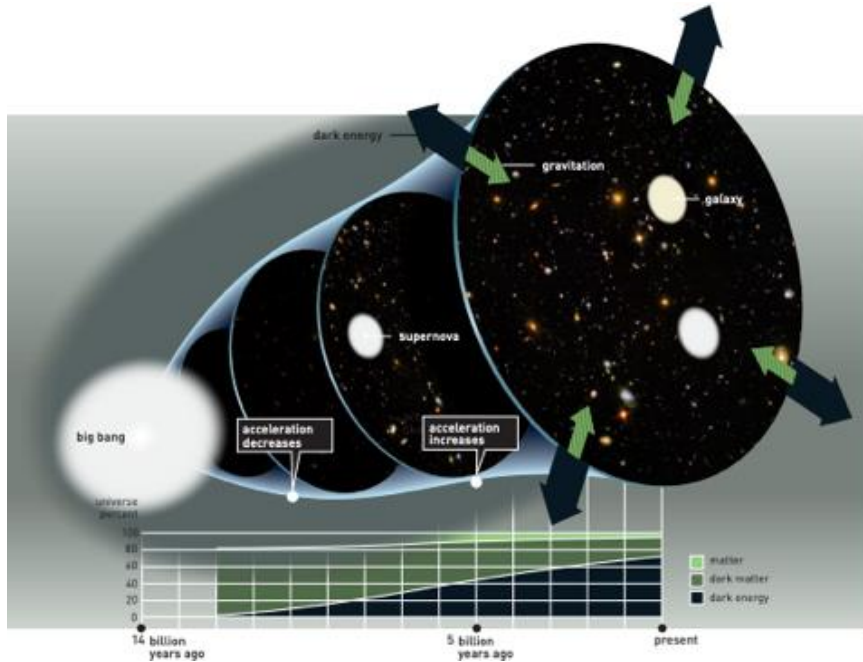 dark energy
gravitation
galaxy
supernova
big bang
acceleration
decreases
acceleration
increases
universe
percent
100
80
60
40
20
0
matter
dark matter
dark energy
14 billion
years ago
5 billion
years ago
present